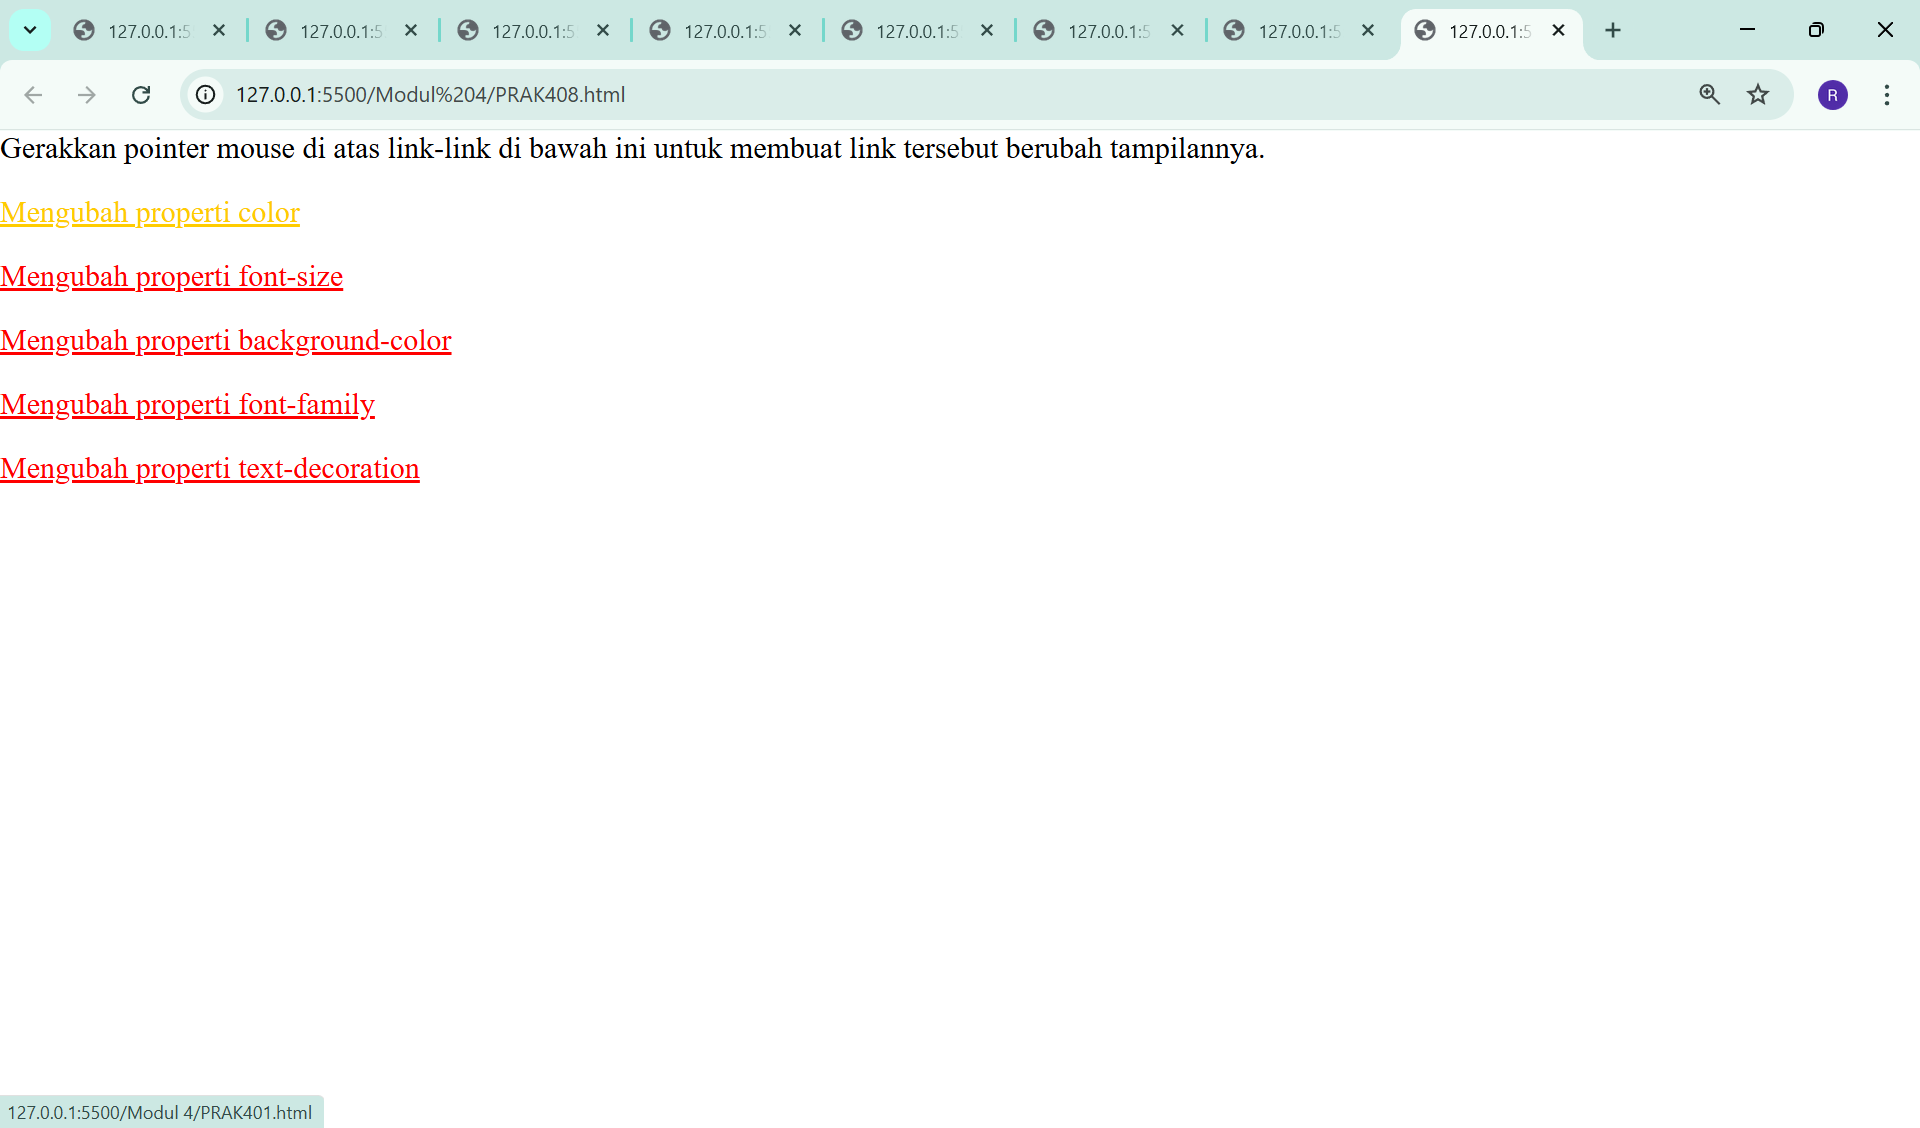 127.0.0.1:5 127.0.0.1:5 127.0.0.1:5 127.0.0.1:5 127.0.0.1:5 127.0.0.1:5 127.0.0.1:5 127.0.0.1:5
127.0.0.1:5500/Modul%204/PRAK408.html R
Gerakkan pointer mouse di atas link-link di bawah ini untuk membuat link tersebut berubah tampilannya.
Mengubah properti color
Mengubah properti font-size
Mengubah properti background-color
Mengubah properti font-family
Mengubah properti text-decoration
127.0.0.1:5500/Modul 4/PRAK401.html